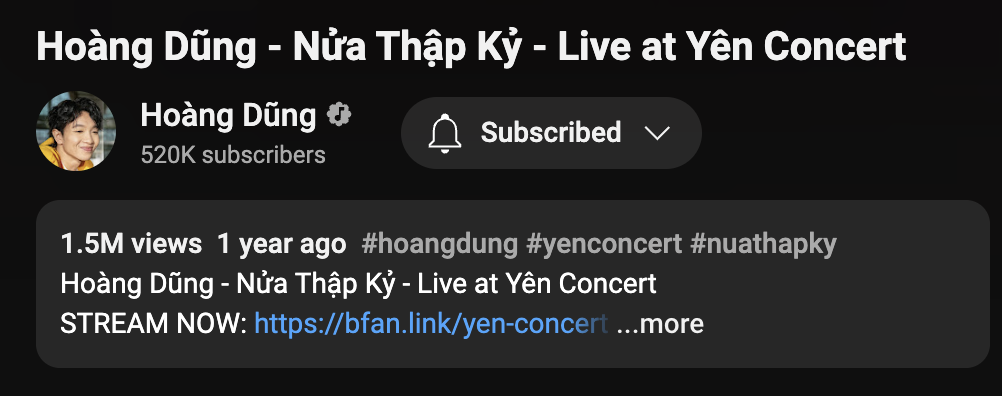 Hoàng Dũng - Nửa Thập Kỷ - Live at Yên Concert
Hoàng Dũng
Subscribed
520K subscribers
1.5M views 1 year ago #hoangdung #yenconcert #nuathapky
Hoàng Dũng - Nửa Thập Kỷ - Live at Yên Concert
STREAM NOW: https://bfan.link/yen-concert ...more